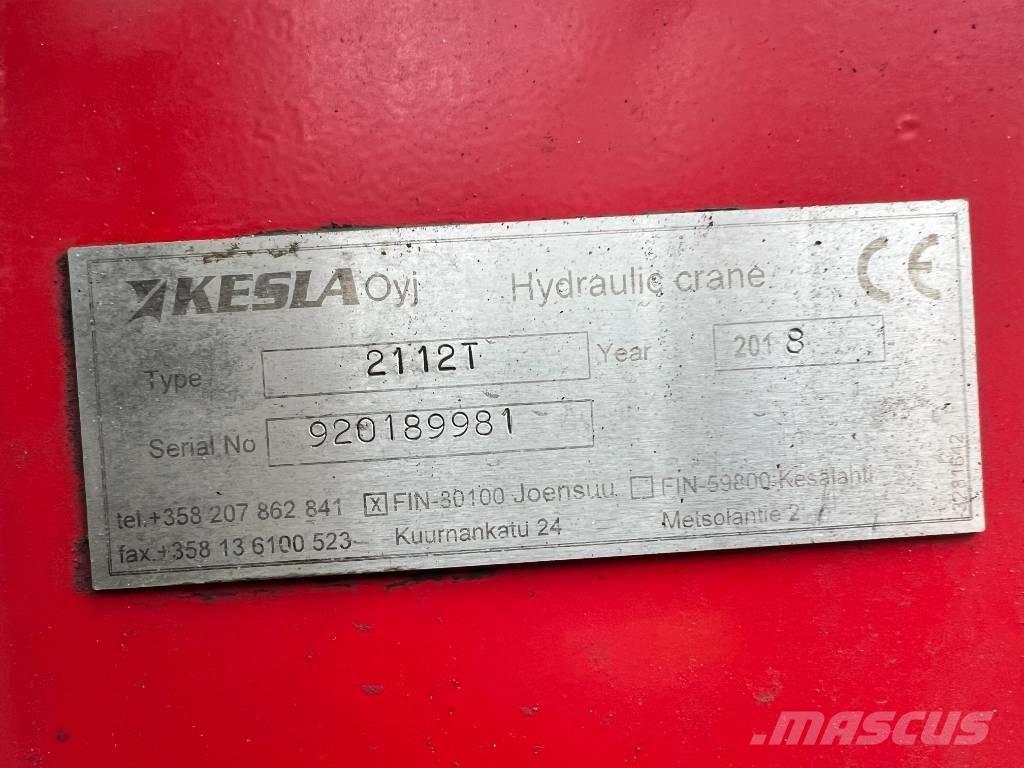 KESLA Oyj Hydraulic crane CE
Type 2112T Year 2018
Serial No 920189981
tel.+358 207 862 841 X FIN-80100 Joensuu FIN-59800 Kesälahti
fax.+358 13 6100 523 Kuurnankatu 24 Metsolantie 2
mascus